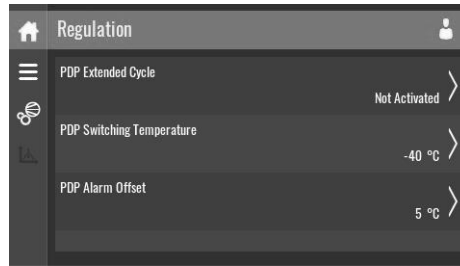 Regulation
PDP Extended Cycle
Not Activated
PDP Switching Temperature
-40 °C
PDP Alarm Offset
5 °C